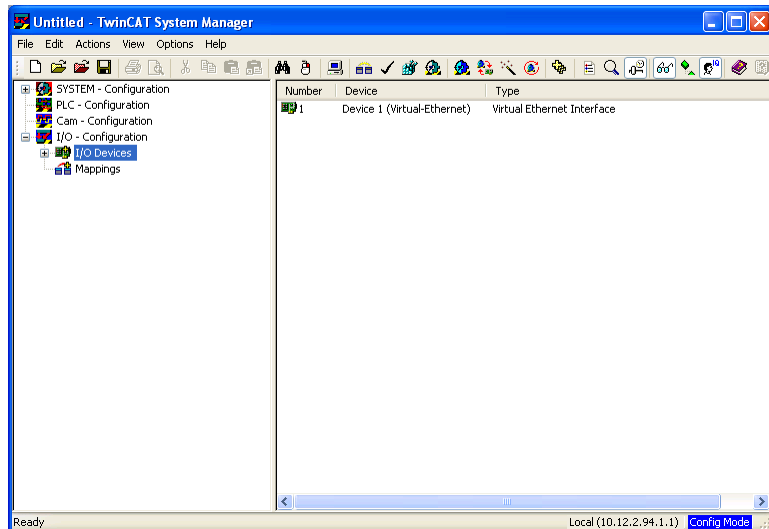 Untitled - TwinCAT System Manager
File Edit Actions View Options Help
SYSTEM - Configuration
PLC - Configuration
Cam - Configuration
I/O - Configuration
I/O Devices
Mappings
Number Device Type
1 Device 1 (Virtual-Ethernet) Virtual Ethernet Interface
Ready Local (10.12.2.94.1.1) Config Mode